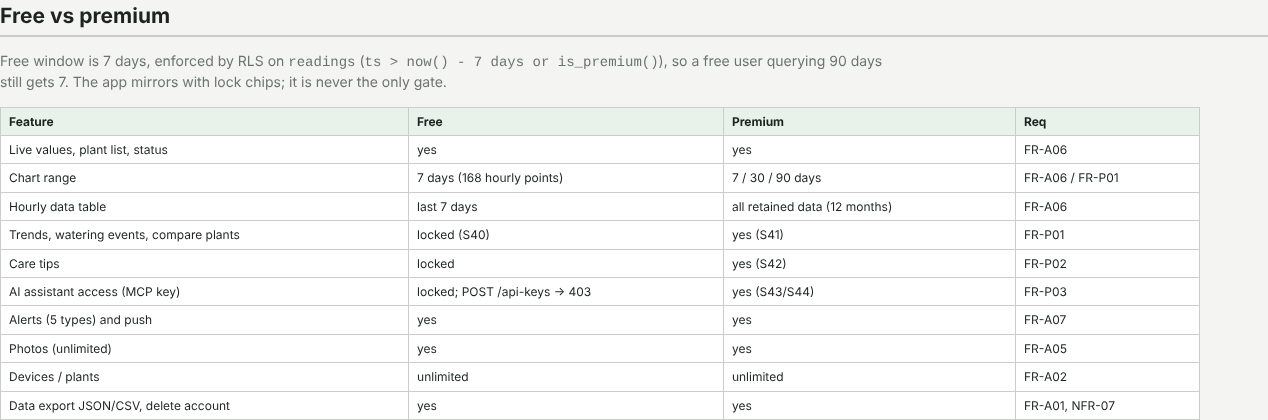 Free vs premium
Free window is 7 days, enforced by RLS on readings (ts > now() - 7 days or is_premium()), so a free user querying 90 days
still gets 7. The app mirrors with lock chips; it is never the only gate.
Feature Free Premium Req
Live values, plant list, status yes yes FR-A06
Chart range 7 days (168 hourly points) 7 / 30 / 90 days FR-A06 / FR-P01
Hourly data table last 7 days all retained data (12 months) FR-A06
Trends, watering events, compare plants locked (S40) yes (S41) FR-P01
Care tips locked yes (S42) FR-P02
AI assistant access (MCP key) locked; POST /api-keys → 403 yes (S43/S44) FR-P03
Alerts (5 types) and push yes yes FR-A07
Photos (unlimited) yes yes FR-A05
Devices / plants unlimited unlimited FR-A02
Data export JSON/CSV, delete account yes yes FR-A01, NFR-07